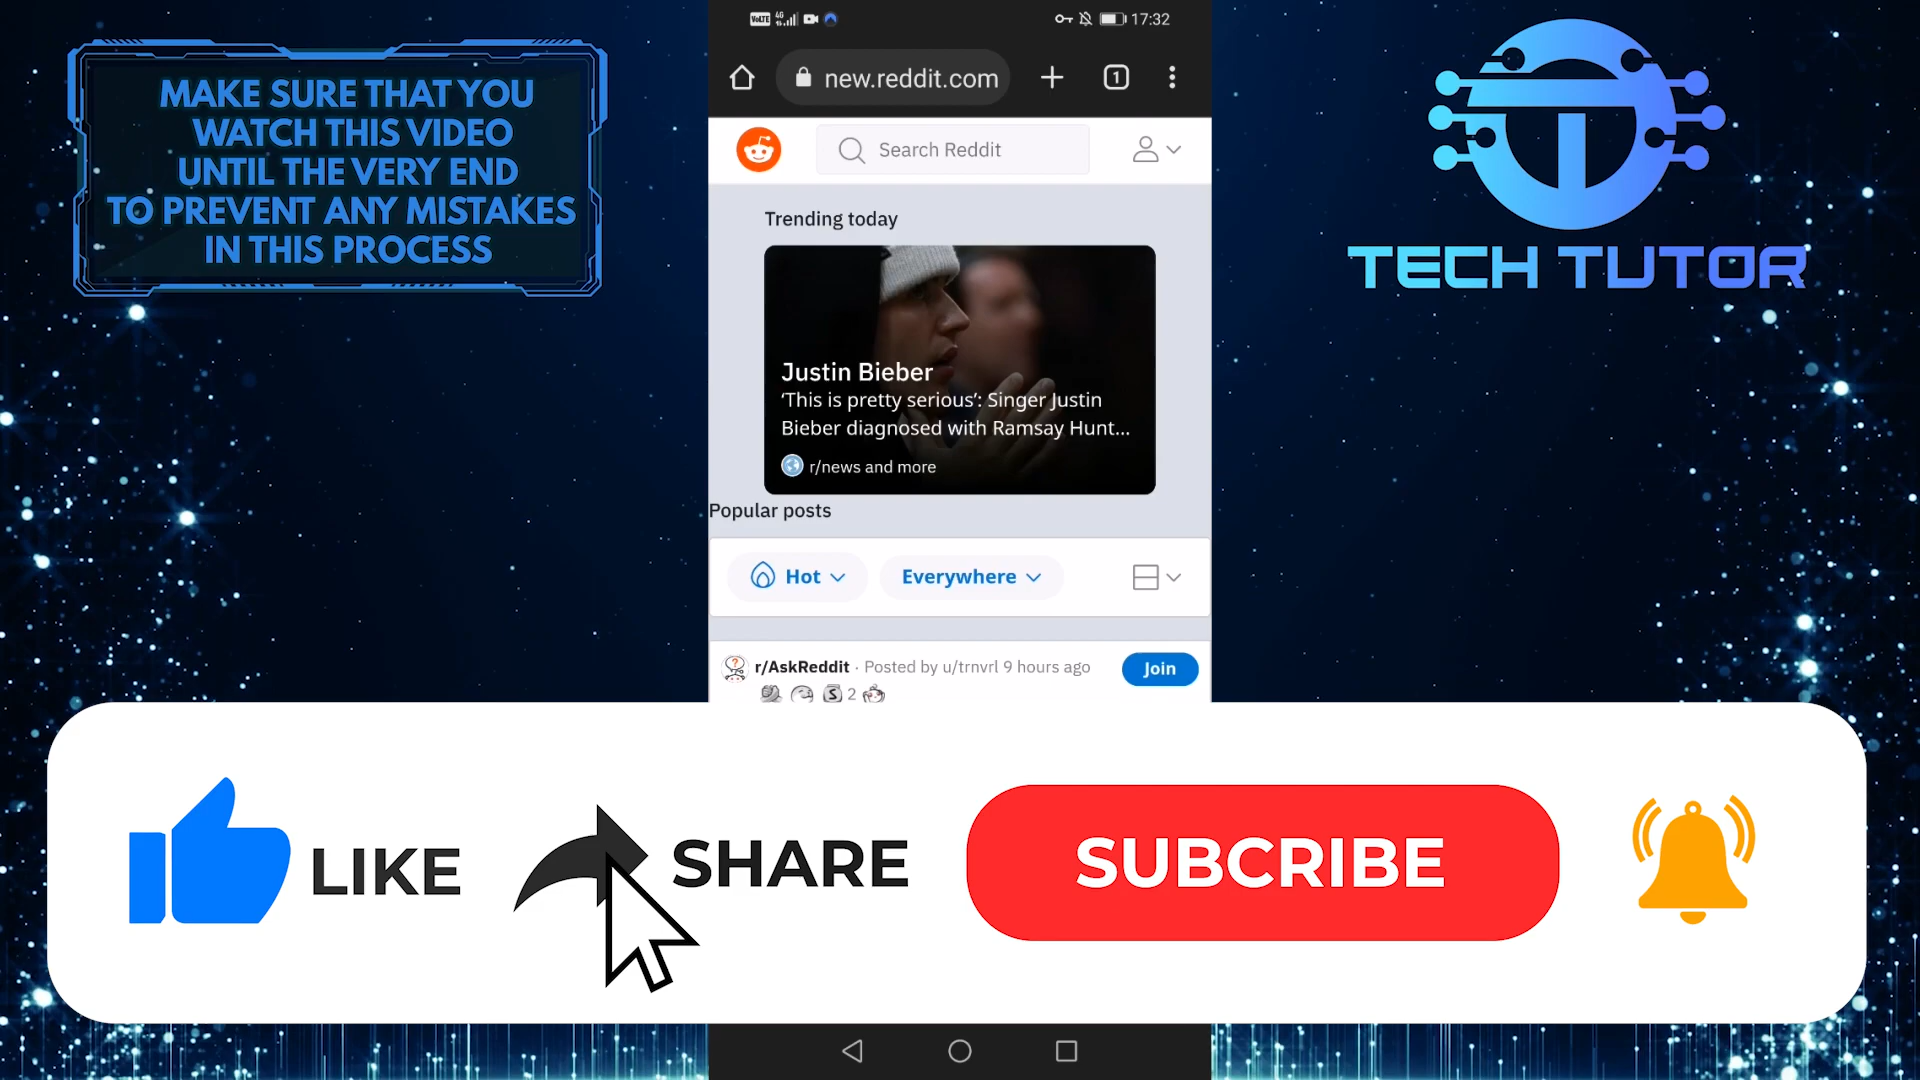 MAKE SURE THAT YOU
WATCH THIS VIDEO
UNTIL THE VERY END
TO PREVENT ANY MISTAKES
IN THIS PROCESS
VoLTE 4G 17:32
new.reddit.com 1
Search Reddit
Trending today
Justin Bieber
‘This is pretty serious’: Singer Justin
Bieber diagnosed with Ramsay Hunt...
r/news and more
Popular posts
Hot Everywhere
r/AskReddit · Posted by u/trnvrl 9 hours ago Join
S 2
TECH TUTOR
LIKE SHARE SUBCRIBE